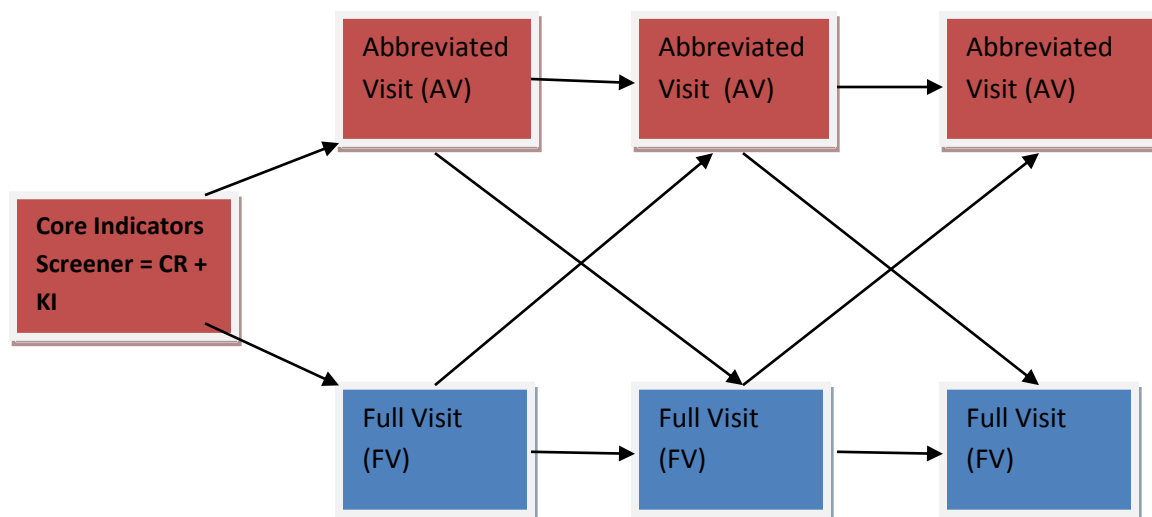 Abbreviated
Visit (AV)
Abbreviated
Visit  (AV)
Abbreviated
Visit (AV)
Core Indicators
Screener = CR +
KI
Full Visit
(FV)
Full Visit
(FV)
Full Visit
(FV)